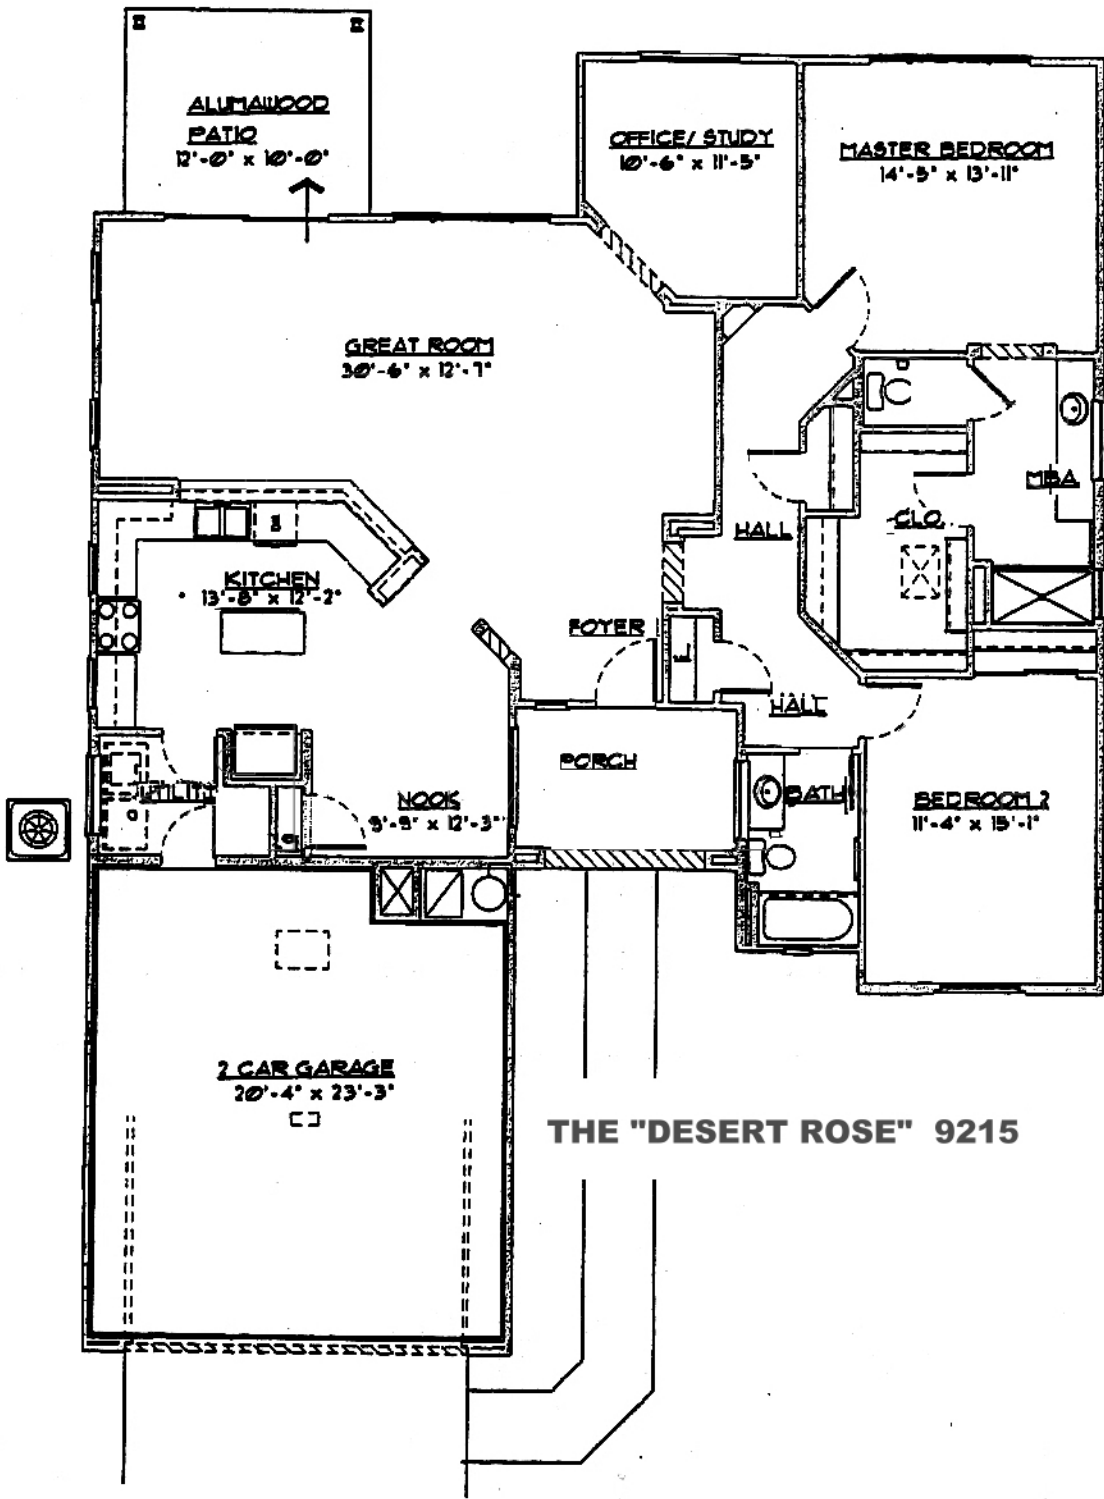 ALUMAWOOD
PATIO
12'-0" x 10'-0"
OFFICE/ STUDY
10'-6" x 11'-5"
MASTER BEDROOM
14'-5" x 13'-11"
GREAT ROOM
30'-6" x 12'-7"
MBA
CLO.
HALL
KITCHEN
13'-8" x 12'-2"
FOYER
HALL
PORCH
UTILITY
NOOK
9'-9" x 12'-3"
BATH
BEDROOM 2
11'-4" x 15'-1"
2 CAR GARAGE
20'-4" x 23'-3"
THE "DESERT ROSE" 9215